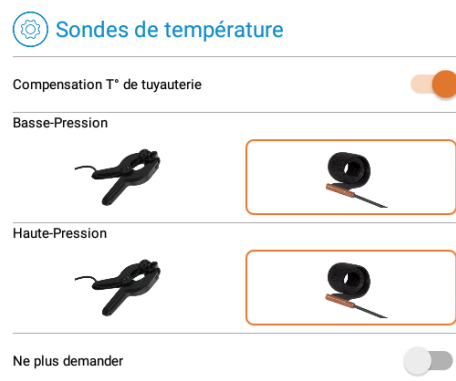 Sondes de température
Compensation T° de tuyauterie
Basse-Pression
Haute-Pression
Ne plus demander